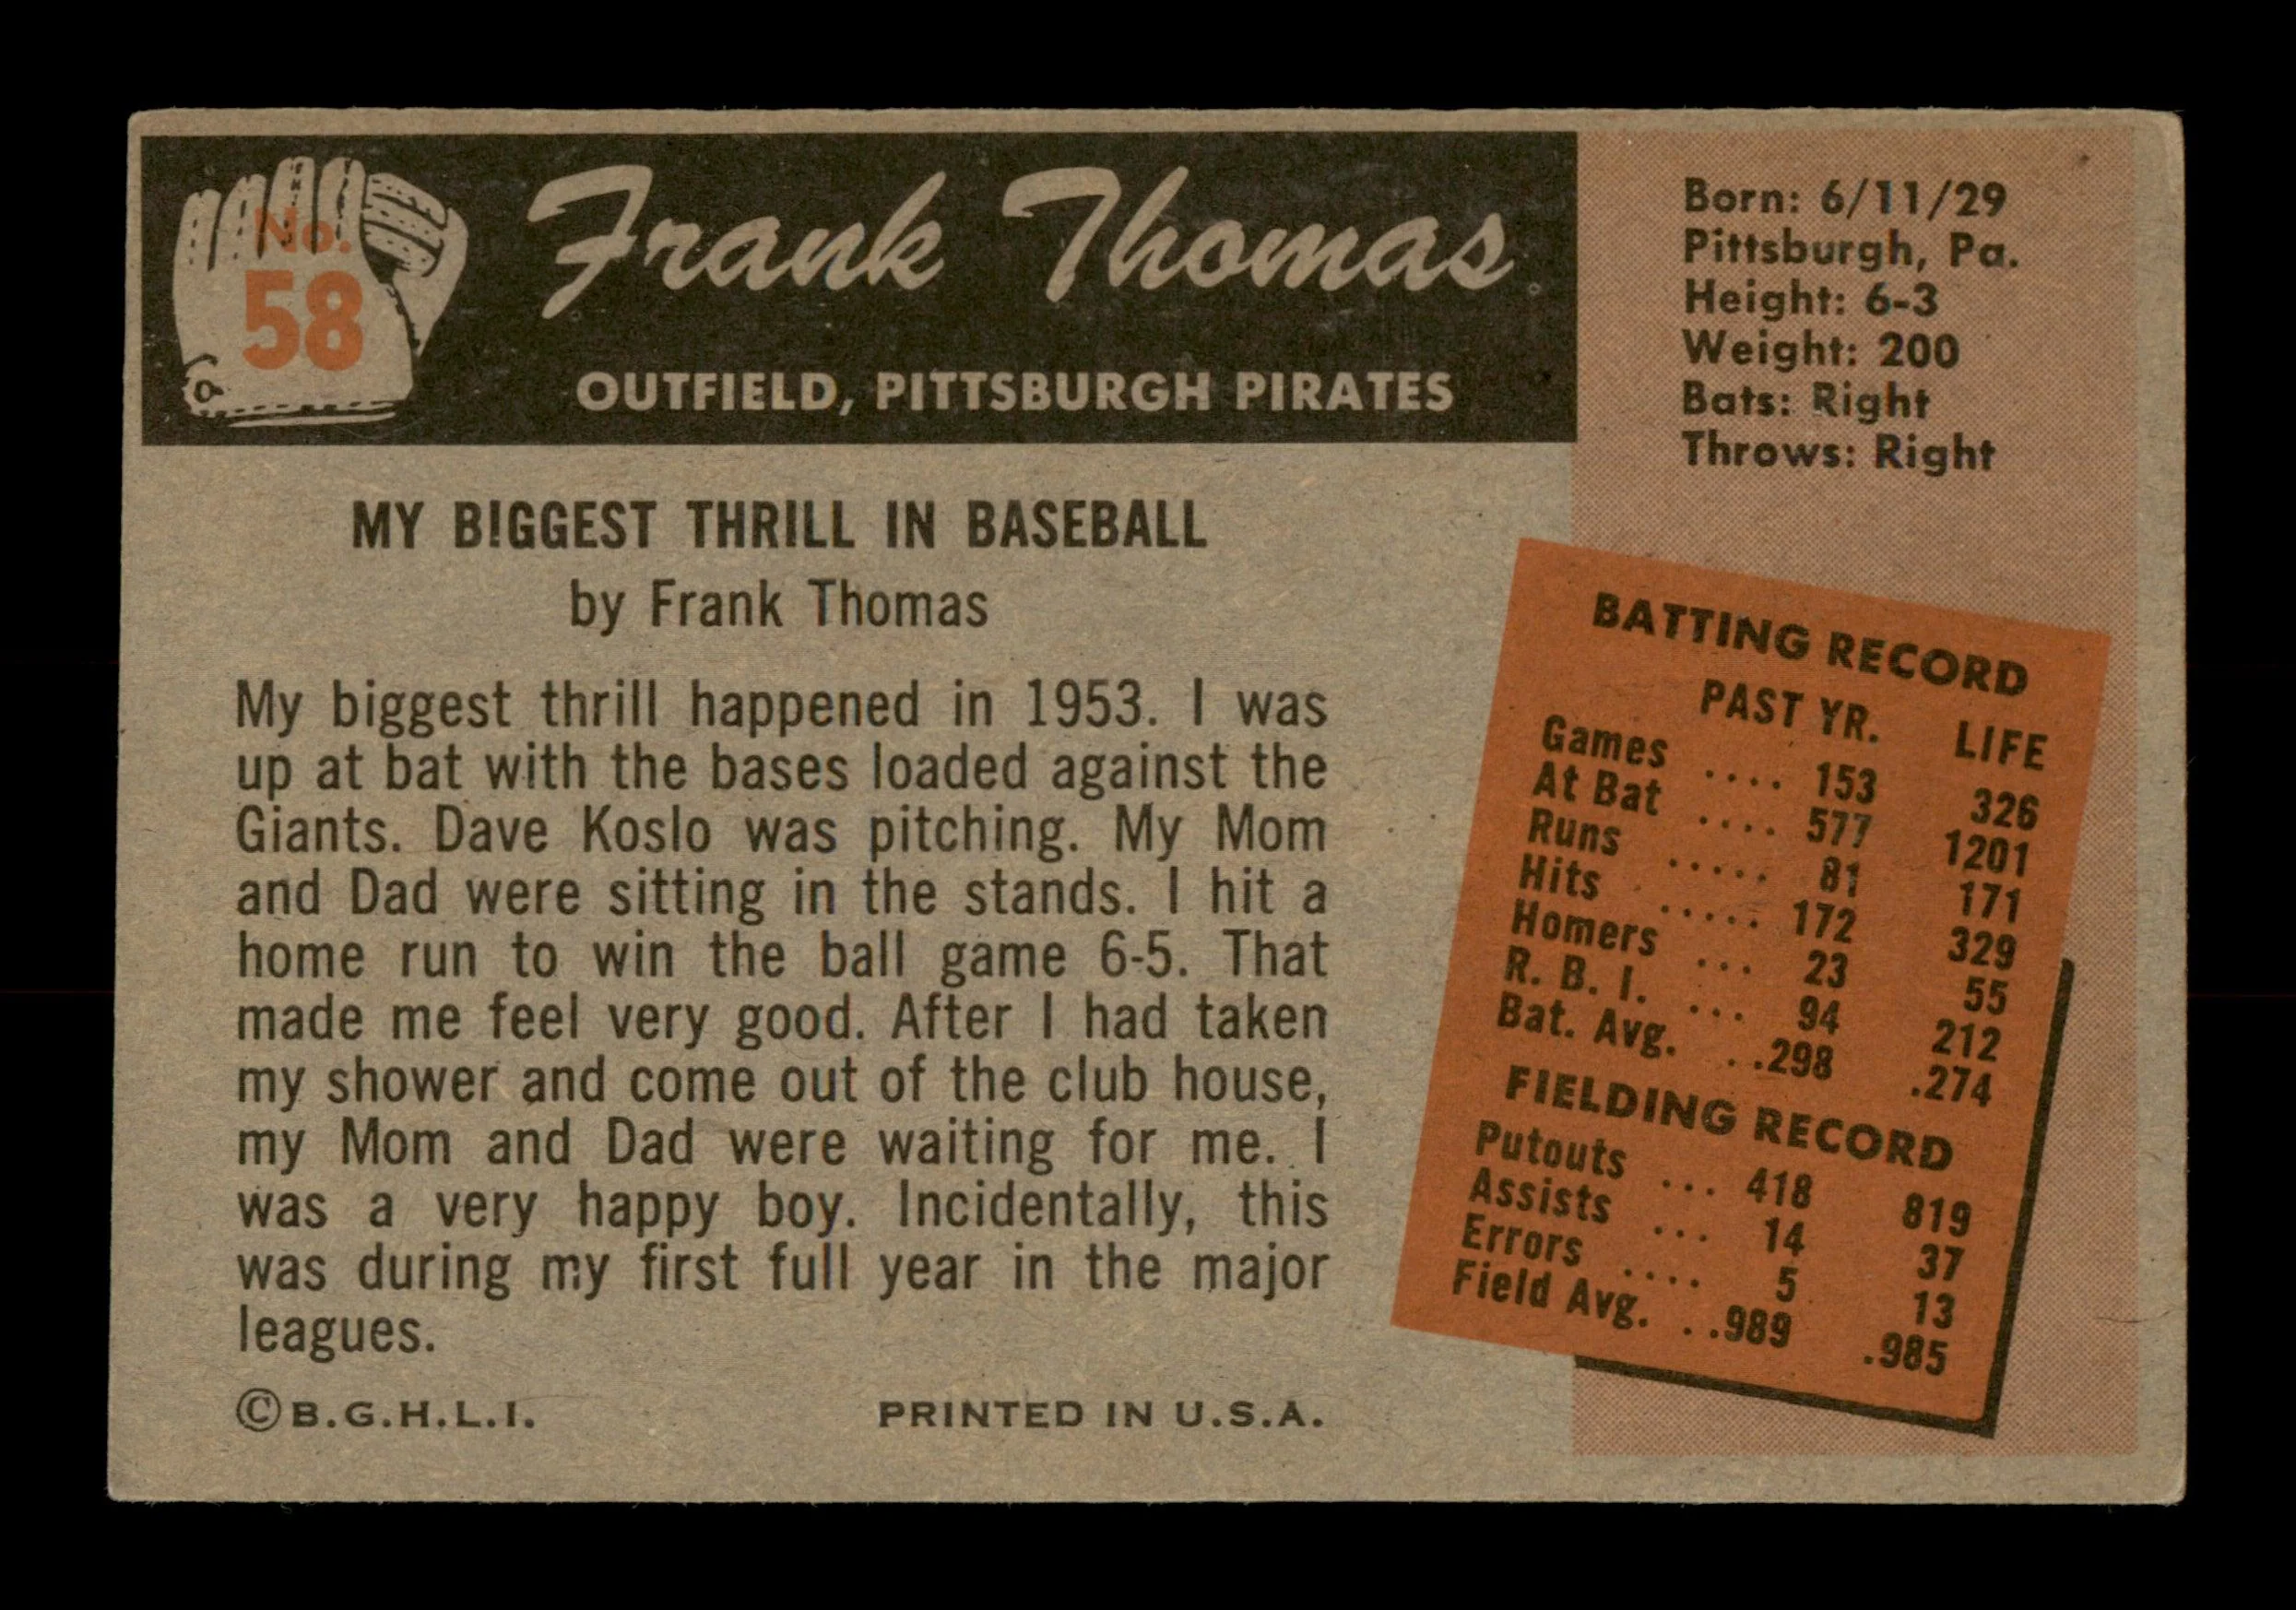 No.
58
Frank Thomas
OUTFIELD, PITTSBURGH PIRATES
Born: 6/11/29
Pittsburgh, Pa.
Height: 6-3
Weight: 200
Bats: Right
Throws: Right
MY BIGGEST THRILL IN BASEBALL
by Frank Thomas
My biggest thrill happened in 1953. I was
up at bat with the bases loaded against the
Giants. Dave Koslo was pitching. My Mom
and Dad were sitting in the stands. I hit a
home run to win the ball game 6-5. That
made me feel very good. After I had taken
my shower and come out of the club house,
my Mom and Dad were waiting for me. I
was a very happy boy. Incidentally, this
was during my first full year in the major
leagues.
©B.G.H.L.I. PRINTED IN U.S.A.
BATTING RECORD
PAST YR. LIFE
Games .... 153 326
At Bat .... 577 1201
Runs ..... 81 171
Hits ..... 172 329
Homers ... 23 55
R. B. I. ... 94 212
Bat. Avg. ..298 .274
FIELDING RECORD
Putouts ... 418 819
Assists ... 14 37
Errors .... 5 13
Field Avg. ..989 .985